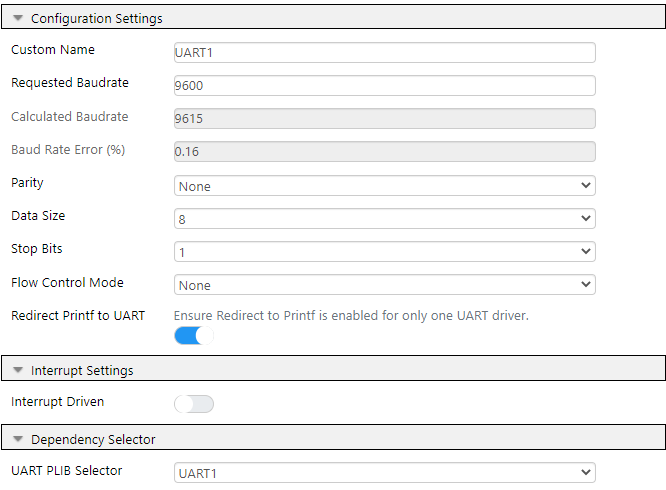 Configuration Settings
Custom Name UART1
Requested Baudrate 9600
Calculated Baudrate 9615
Baud Rate Error (%) 0.16
Parity None
Data Size 8
Stop Bits 1
Flow Control Mode None
Redirect Printf to UART Ensure Redirect to Printf is enabled for only one UART driver.
Interrupt Settings
Interrupt Driven
Dependency Selector
UART PLIB Selector UART1